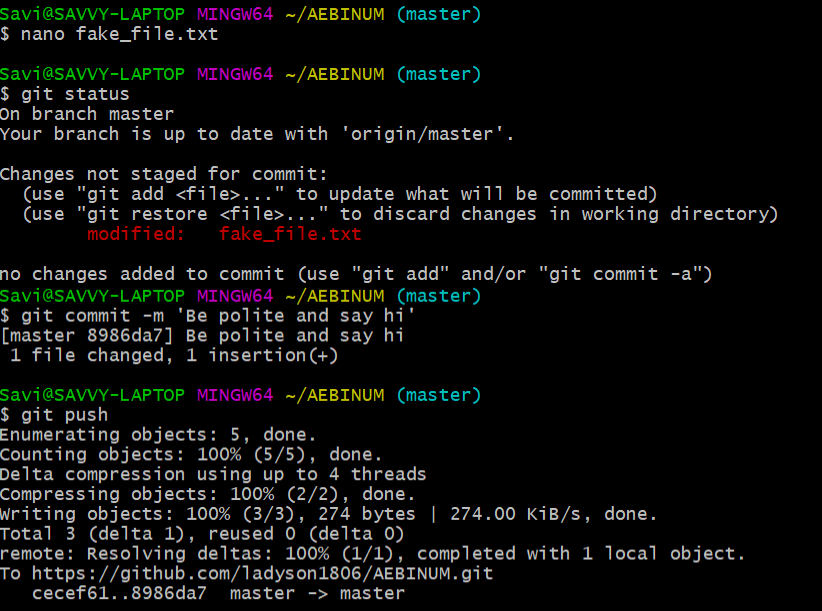 Savi@SAVVY-LAPTOP MINGW64 ~/AEBINUM (master)
$ nano fake_file.txt
Savi@SAVVY-LAPTOP MINGW64 ~/AEBINUM (master)
$ git status
On branch master
Your branch is up to date with 'origin/master'.
Changes not staged for commit:
(use "git add <file>..." to update what will be committed)
(use "git restore <file>..." to discard changes in working directory)
modified: fake_file.txt
no changes added to commit (use "git add" and/or "git commit -a")
Savi@SAVVY-LAPTOP MINGW64 ~/AEBINUM (master)
$ git commit -m 'Be polite and say hi'
[master 8986da7] Be polite and say hi
1 file changed, 1 insertion(+)
Savi@SAVVY-LAPTOP MINGW64 ~/AEBINUM (master)
$ git push
Enumerating objects: 5, done.
Counting objects: 100% (5/5), done.
Delta compression using up to 4 threads
Compressing objects: 100% (2/2), done.
Writing objects: 100% (3/3), 274 bytes | 274.00 KiB/s, done.
Total 3 (delta 1), reused 0 (delta 0)
remote: Resolving deltas: 100% (1/1), completed with 1 local object.
To https://github.com/ladyson1806/AEBINUM.git
cecef61..8986da7 master -> master